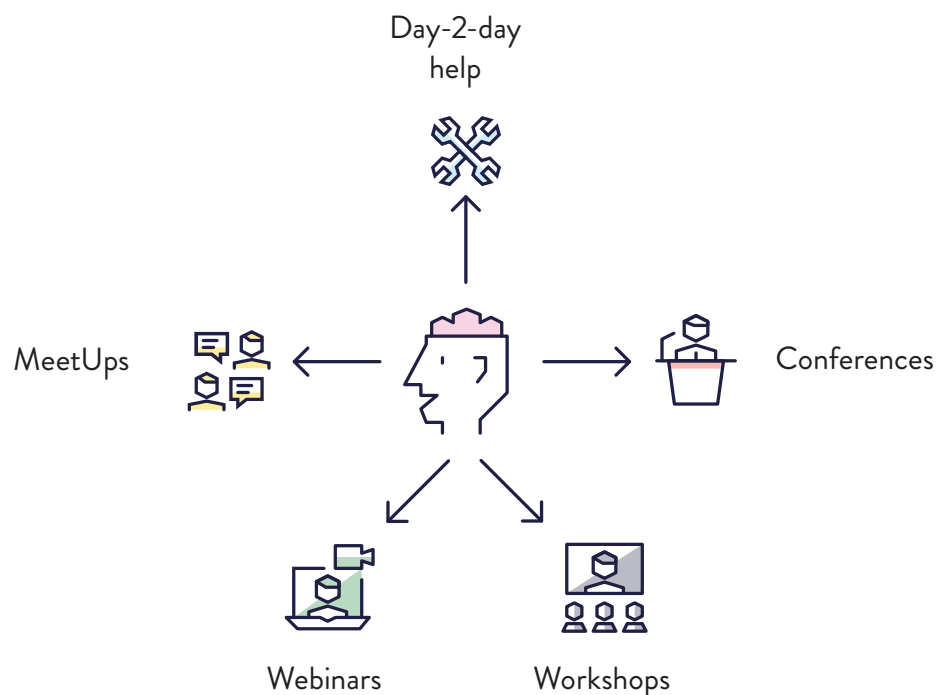 Day-2-day
help
MeetUps
Conferences
Webinars
Workshops